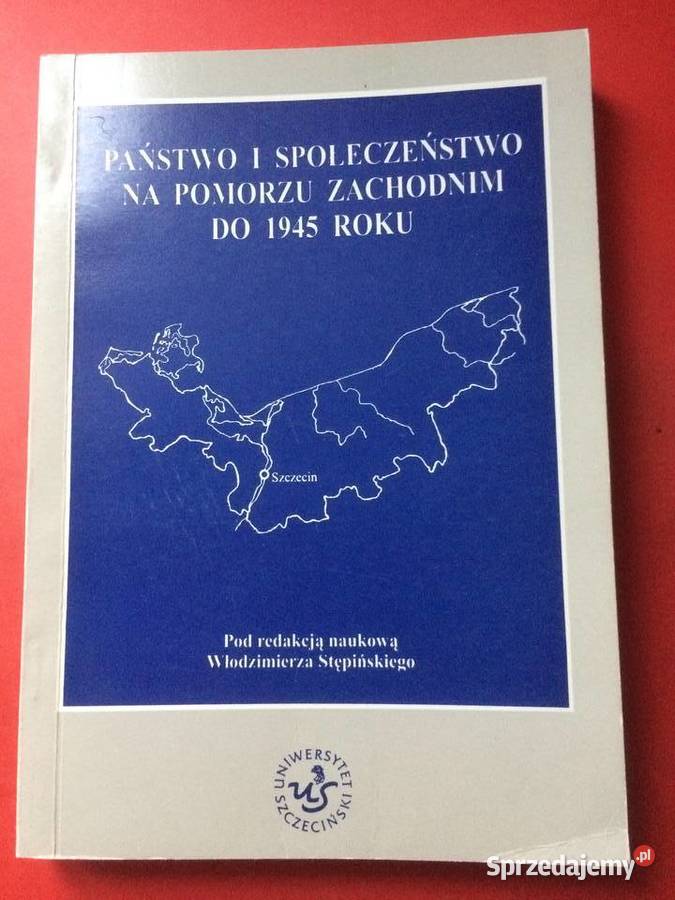 PAŃSTWO I SPOŁECZEŃSTWO
NA POMORZU ZACHODNIM
DO 1945 ROKU
Szczecin
Pod redakcją naukową
Włodzimierza Stępińskiego
UNIWERSYTET
US
SZCZECIŃSKI
Sprzedajemy.pl